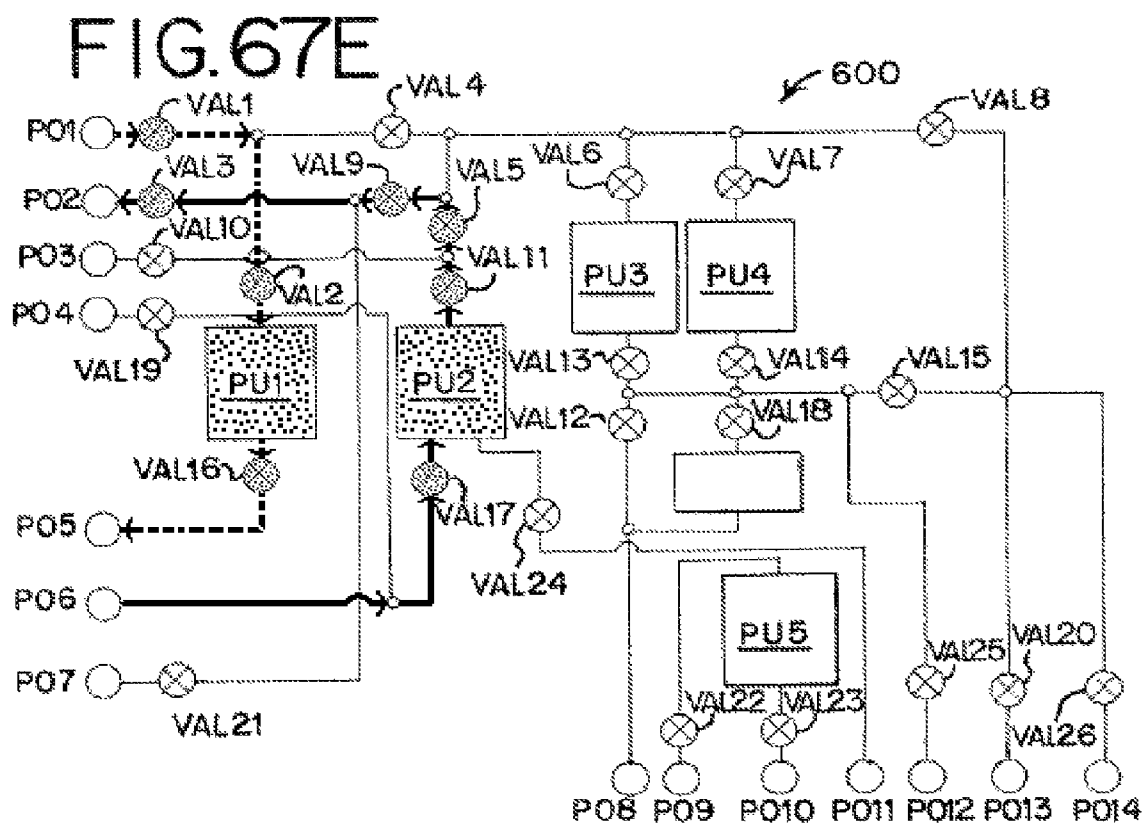 FIG. 67E
600
VAL1
VAL4
VAL8
PO1
VAL3
VAL9
VAL5
VAL6
VAL7
PO2
VAL10
PO3
VAL11
VAL2
PU3
PU4
PO4
VAL19
PU1
PU2
VAL13
VAL14
VAL15
VAL12
VAL18
VAL16
VAL17
PO5
VAL24
PO6
PU5
PO7
VAL21
VAL22
VAL23
VAL25
VAL20
VAL26
PO8
PO9
PO10
PO11
PO12
PO13
PO14